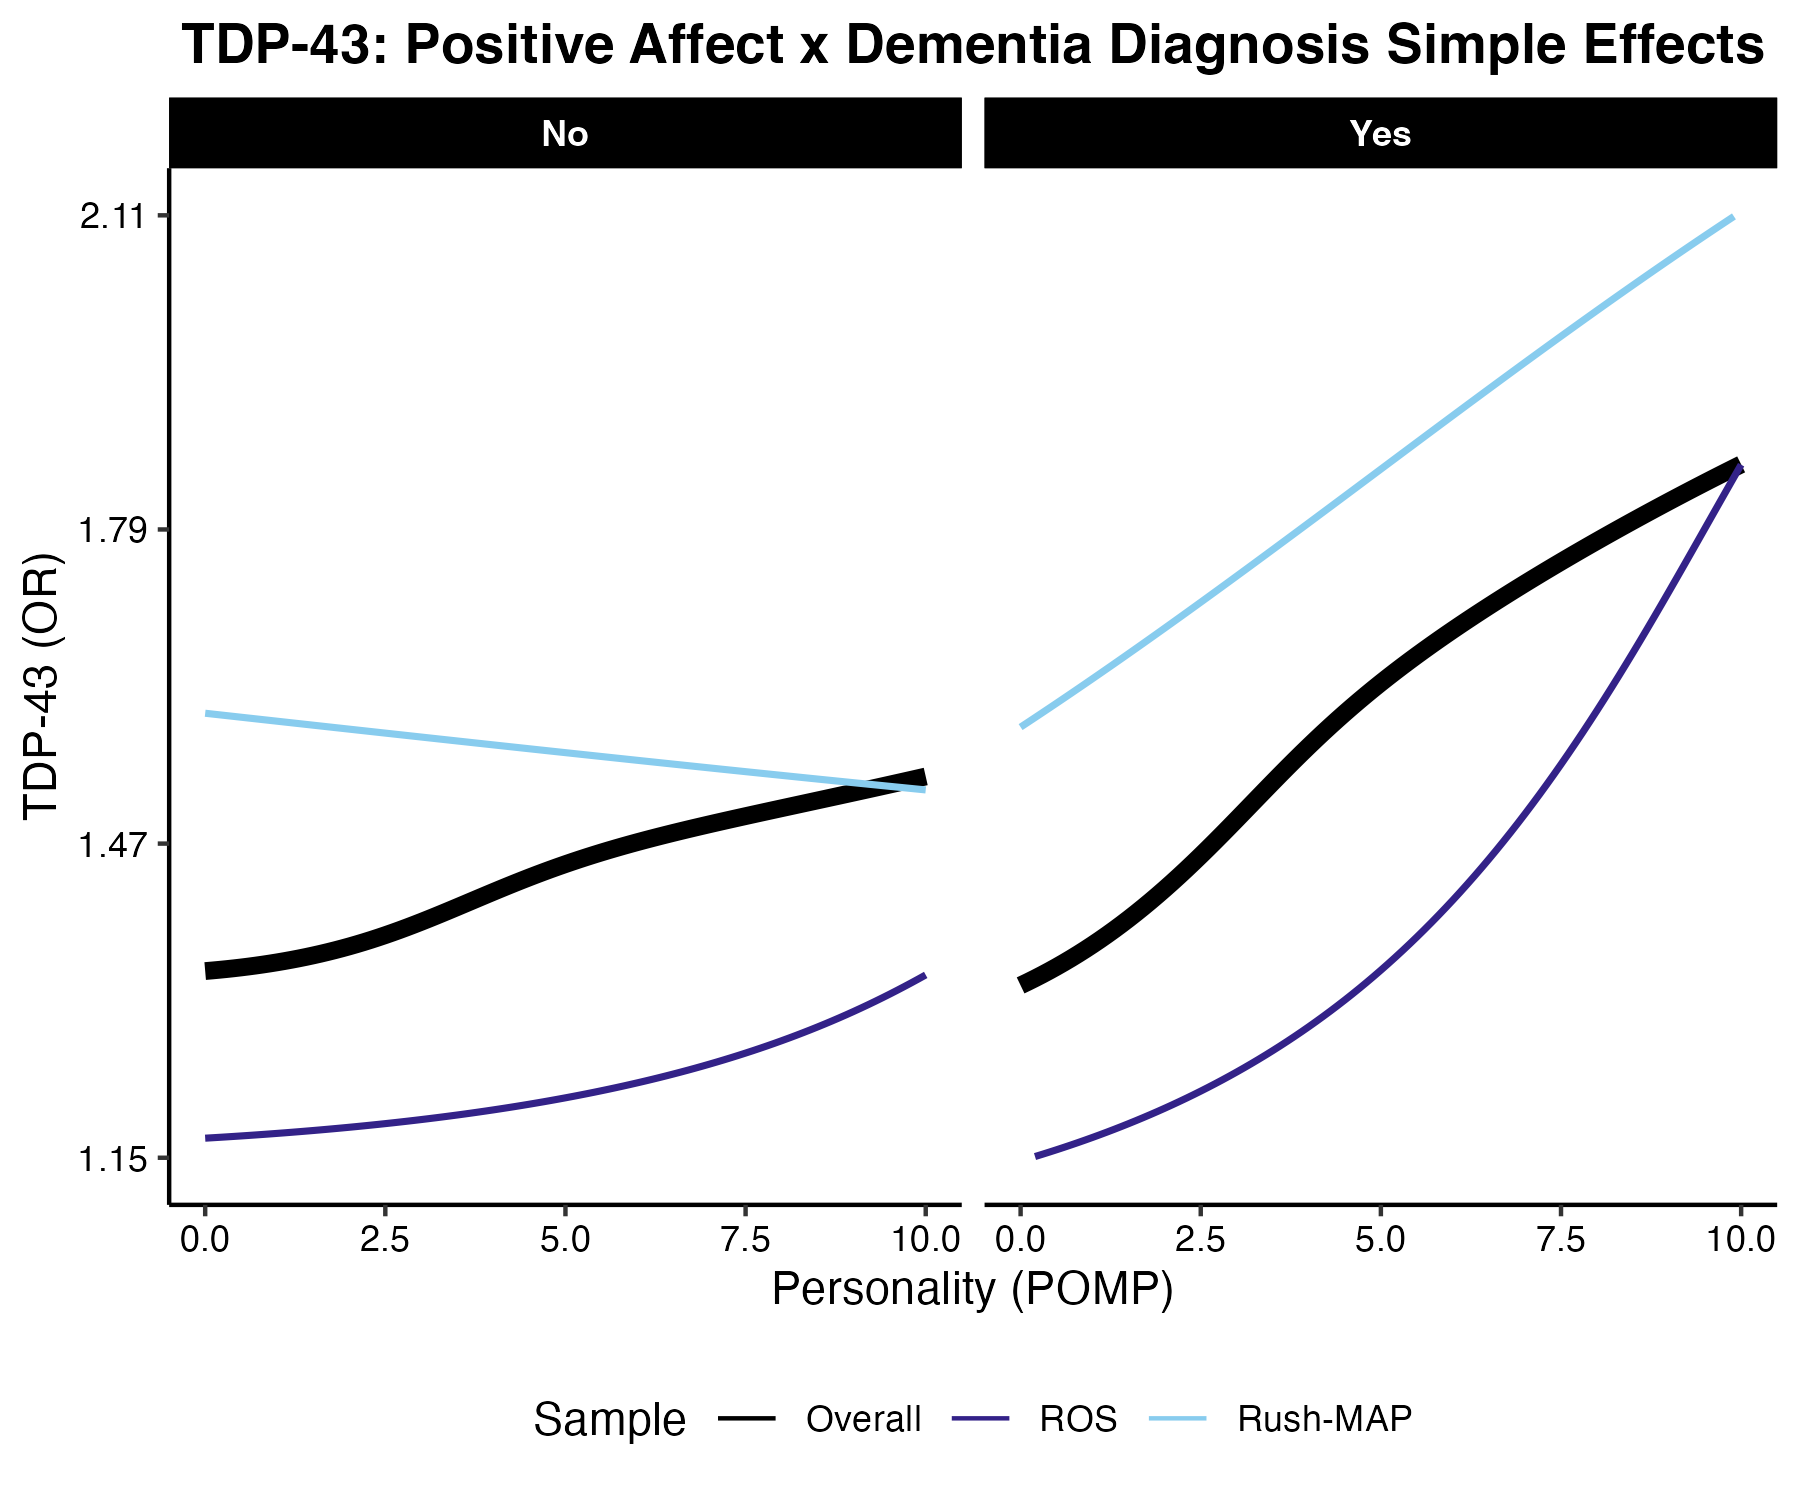 TDP-43: Positive Affect x Dementia Diagnosis Simple Effects
No Yes
2.11
1.79
1.47
1.15
TDP-43 (OR)
0.0 2.5 5.0 7.5 10.0 0.0 2.5 5.0 7.5 10.0
Personality (POMP)
Sample Overall ROS Rush-MAP